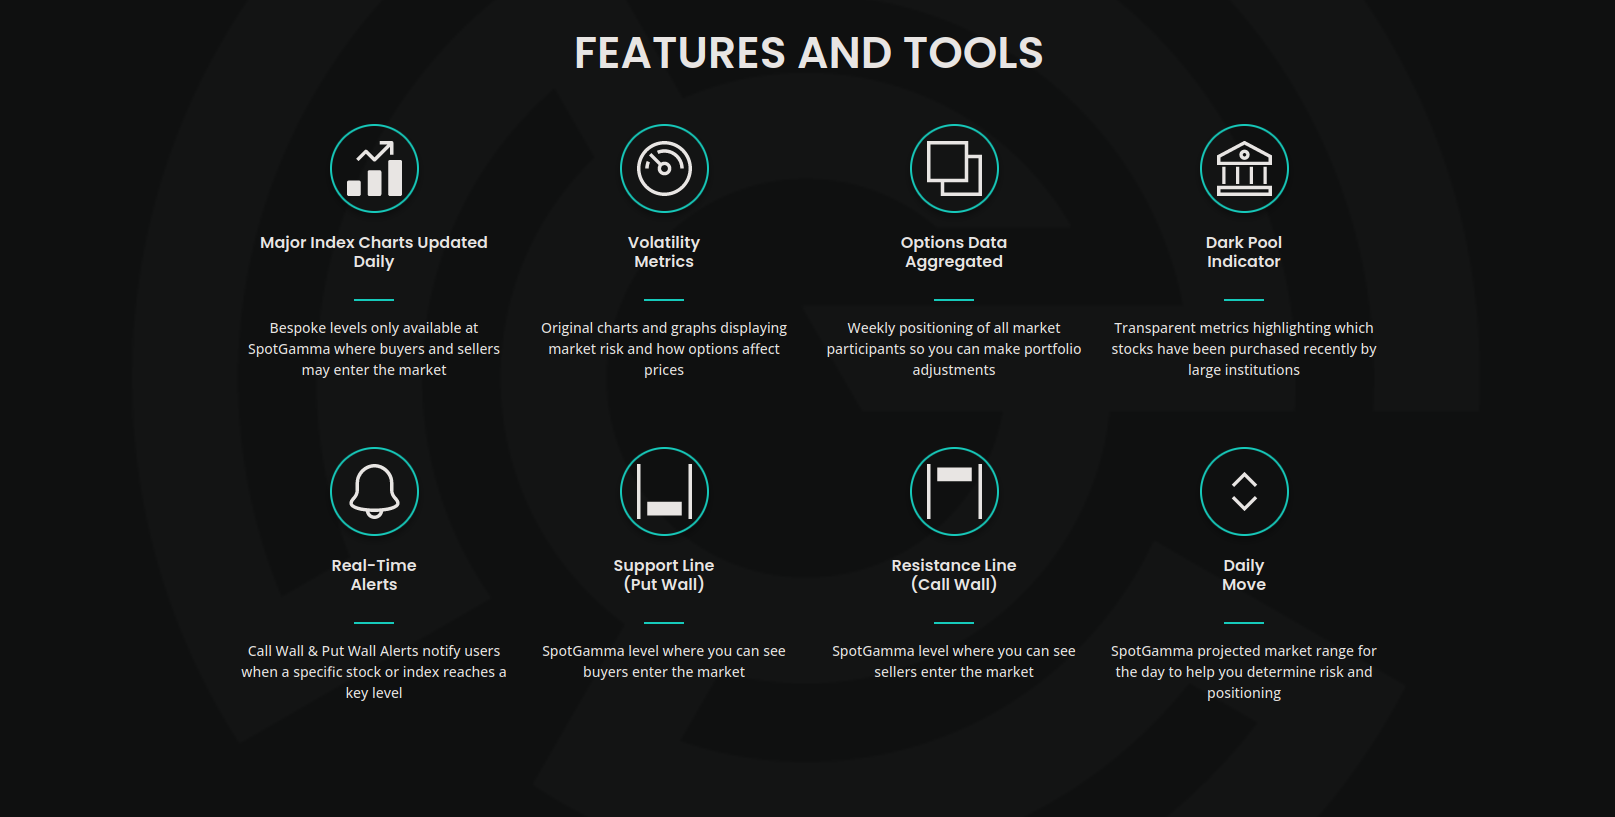 FEATURES AND TOOLS
Major Index Charts Updated
Daily
Bespoke levels only available at
SpotGamma where buyers and sellers
may enter the market
Volatility
Metrics
Original charts and graphs displaying
market risk and how options affect
prices
Options Data
Aggregated
Weekly positioning of all market
participants so you can make portfolio
adjustments
Dark Pool
Indicator
Transparent metrics highlighting which
stocks have been purchased recently by
large institutions
Real-Time
Alerts
Call Wall & Put Wall Alerts notify users
when a specific stock or index reaches a
key level
Support Line
(Put Wall)
SpotGamma level where you can see
buyers enter the market
Resistance Line
(Call Wall)
SpotGamma level where you can see
sellers enter the market
Daily
Move
SpotGamma projected market range for
the day to help you determine risk and
positioning